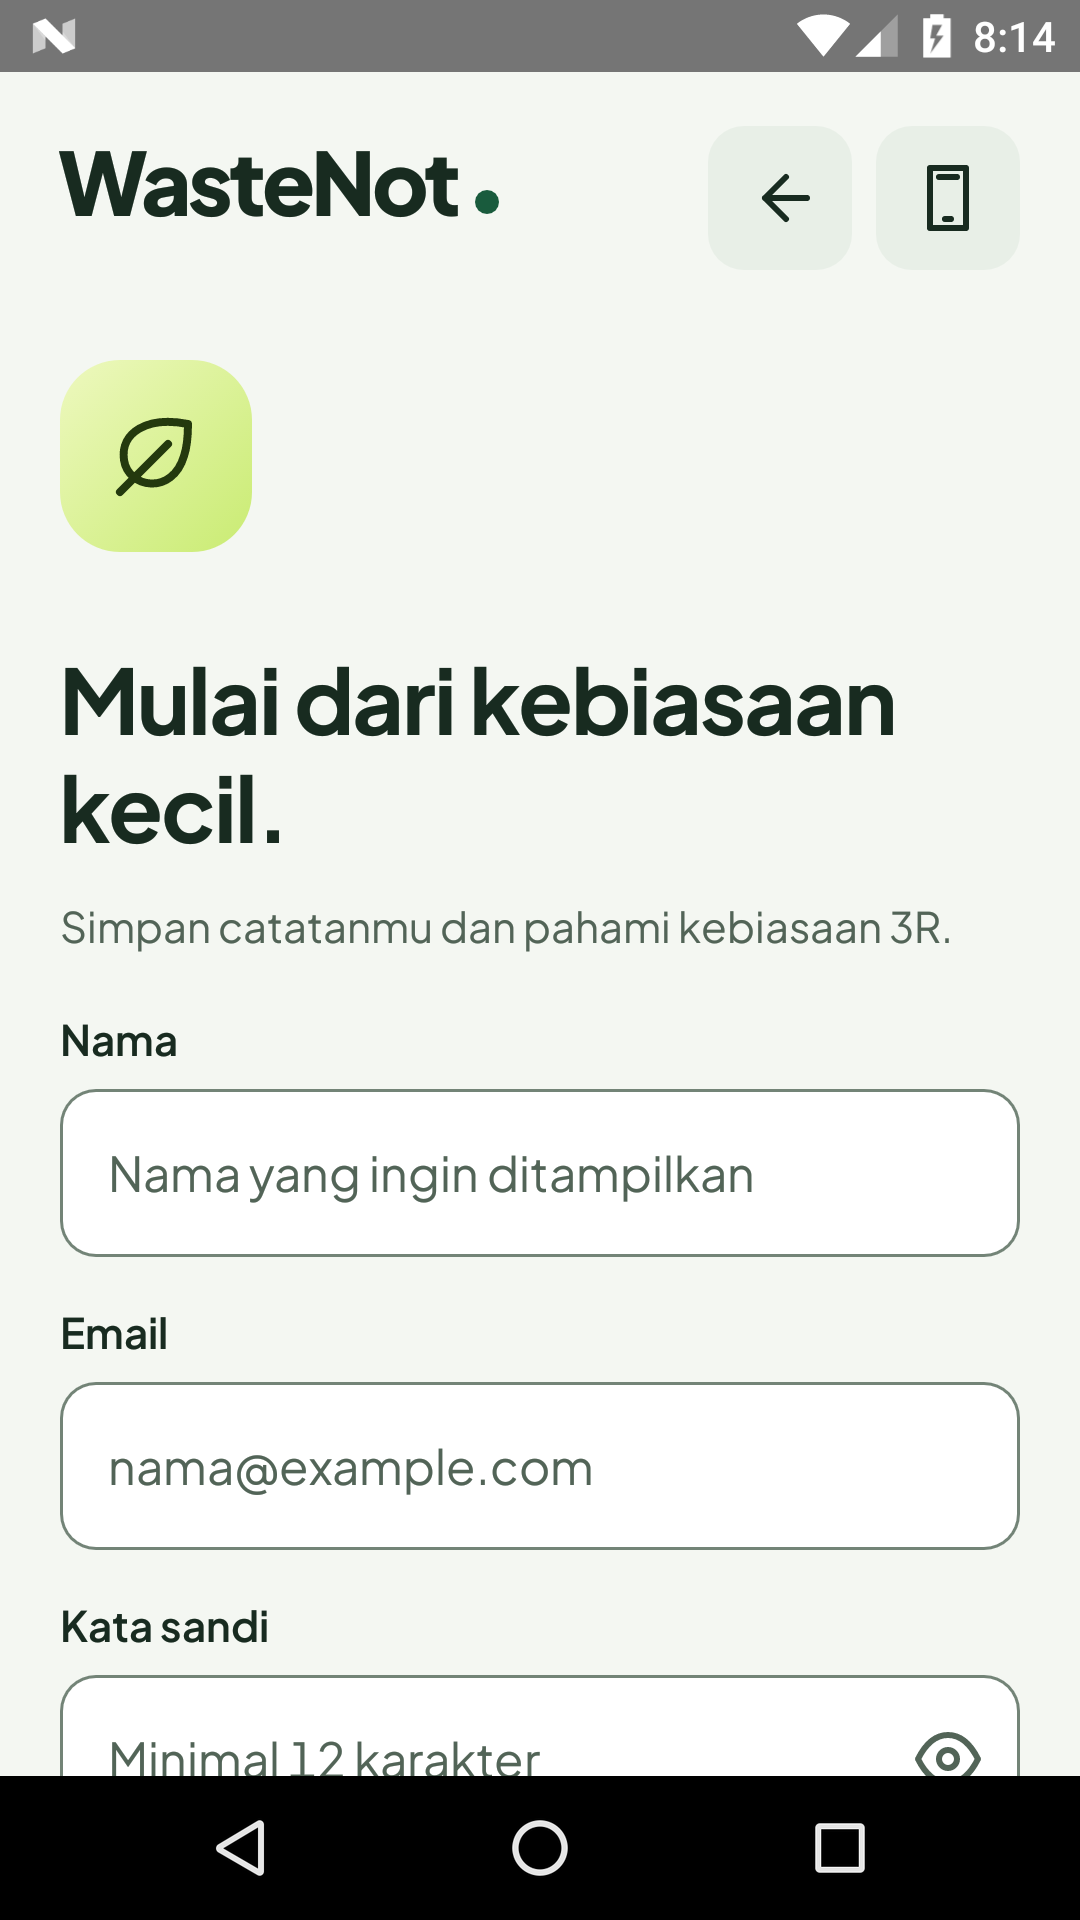 8:14
WasteNot
Mulai dari kebiasaan
kecil.
Simpan catatanmu dan pahami kebiasaan 3R.
Nama
Nama yang ingin ditampilkan
Email
nama@example.com
Kata sandi
Minimal 12 karakter